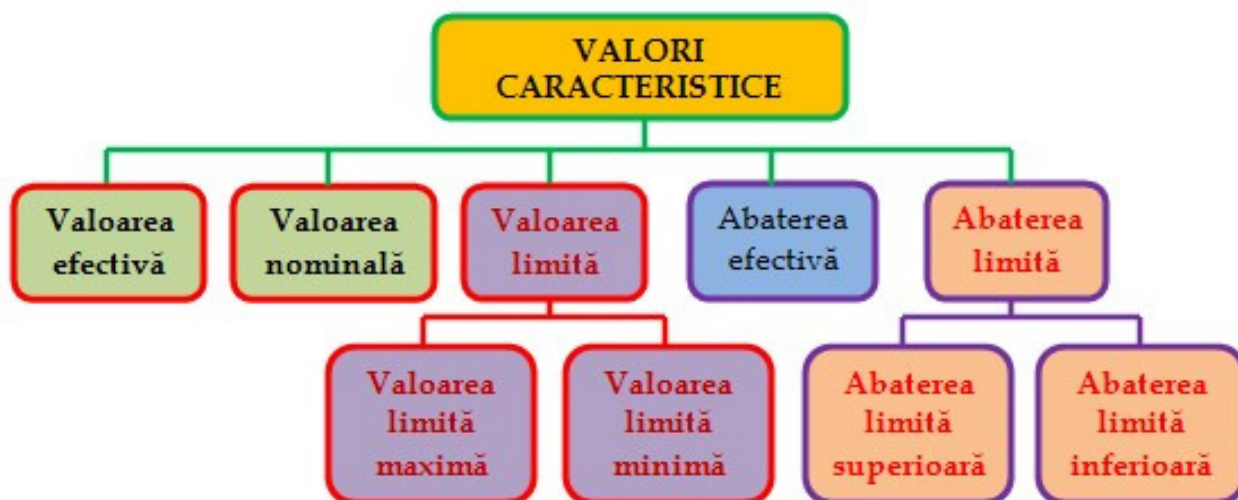 VALORI
CARACTERISTICE
Valoarea
efectivă
Valoarea
nominală
Valoarea
limită
Abaterea
efectivă
Abaterea
limită
Valoarea
limită
maximă
Valoarea
limită
minimă
Abaterea
limită
superioară
Abaterea
limită
inferioară